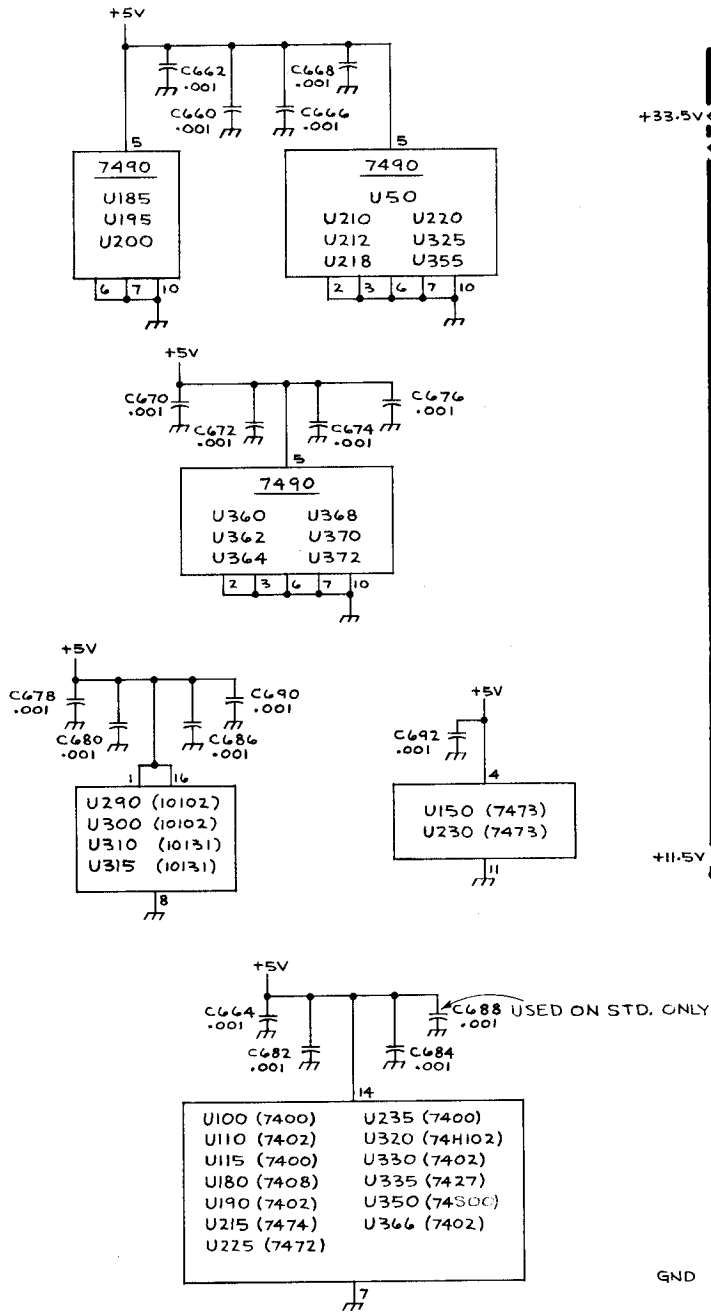 +5V
C662
.001
C668
.001
C660
.001
C666
.001
+33.5V
5
7490
U185
U195
U200
6 7 10
5
7490
U50
U210 U220
U212 U325
U218 U355
2 3 6 7 10
+5V
C670
.001
C676
.001
C672
.001
C674
.001
5
7490
U360 U368
U362 U370
U364 U372
2 3 6 7 10
+5V
C678
.001
C690
.001
C680
.001
C686
.001
1 16
U290 (10102)
U300 (10102)
U310 (10131)
U315 (10131)
8
+5V
C692
.001
4
U150 (7473)
U230 (7473)
11
+11.5V
+5V
C664
.001
C688 USED ON STD. ONLY
.001
C682
.001
C684
.001
14
U100 (7400) U235 (7400)
U110 (7402) U320 (74H102)
U115 (7400) U330 (7402)
U180 (7408) U335 (7427)
U190 (7402) U350 (74S00)
U215 (7474) U366 (7402)
U225 (7472)
7
GND